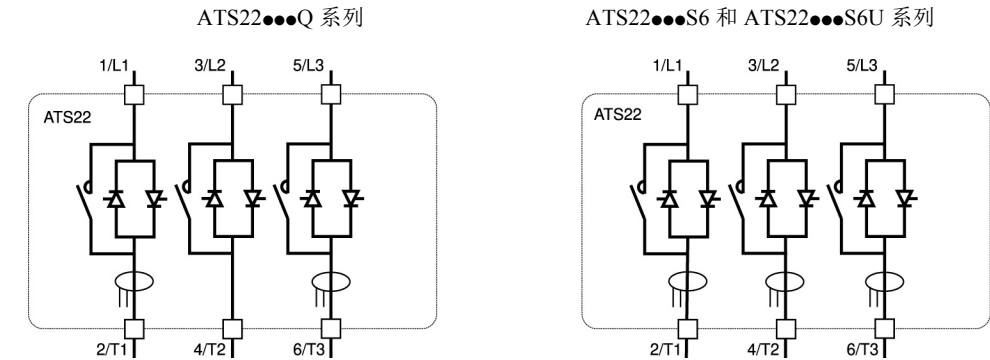 ATS22●●●Q 系列
1/L1 3/L2 5/L3
ATS22
2/T1 4/T2 6/T3
ATS22●●●S6 和 ATS22●●●S6U 系列
1/L1 3/L2 5/L3
ATS22
2/T1 4/T2 6/T3